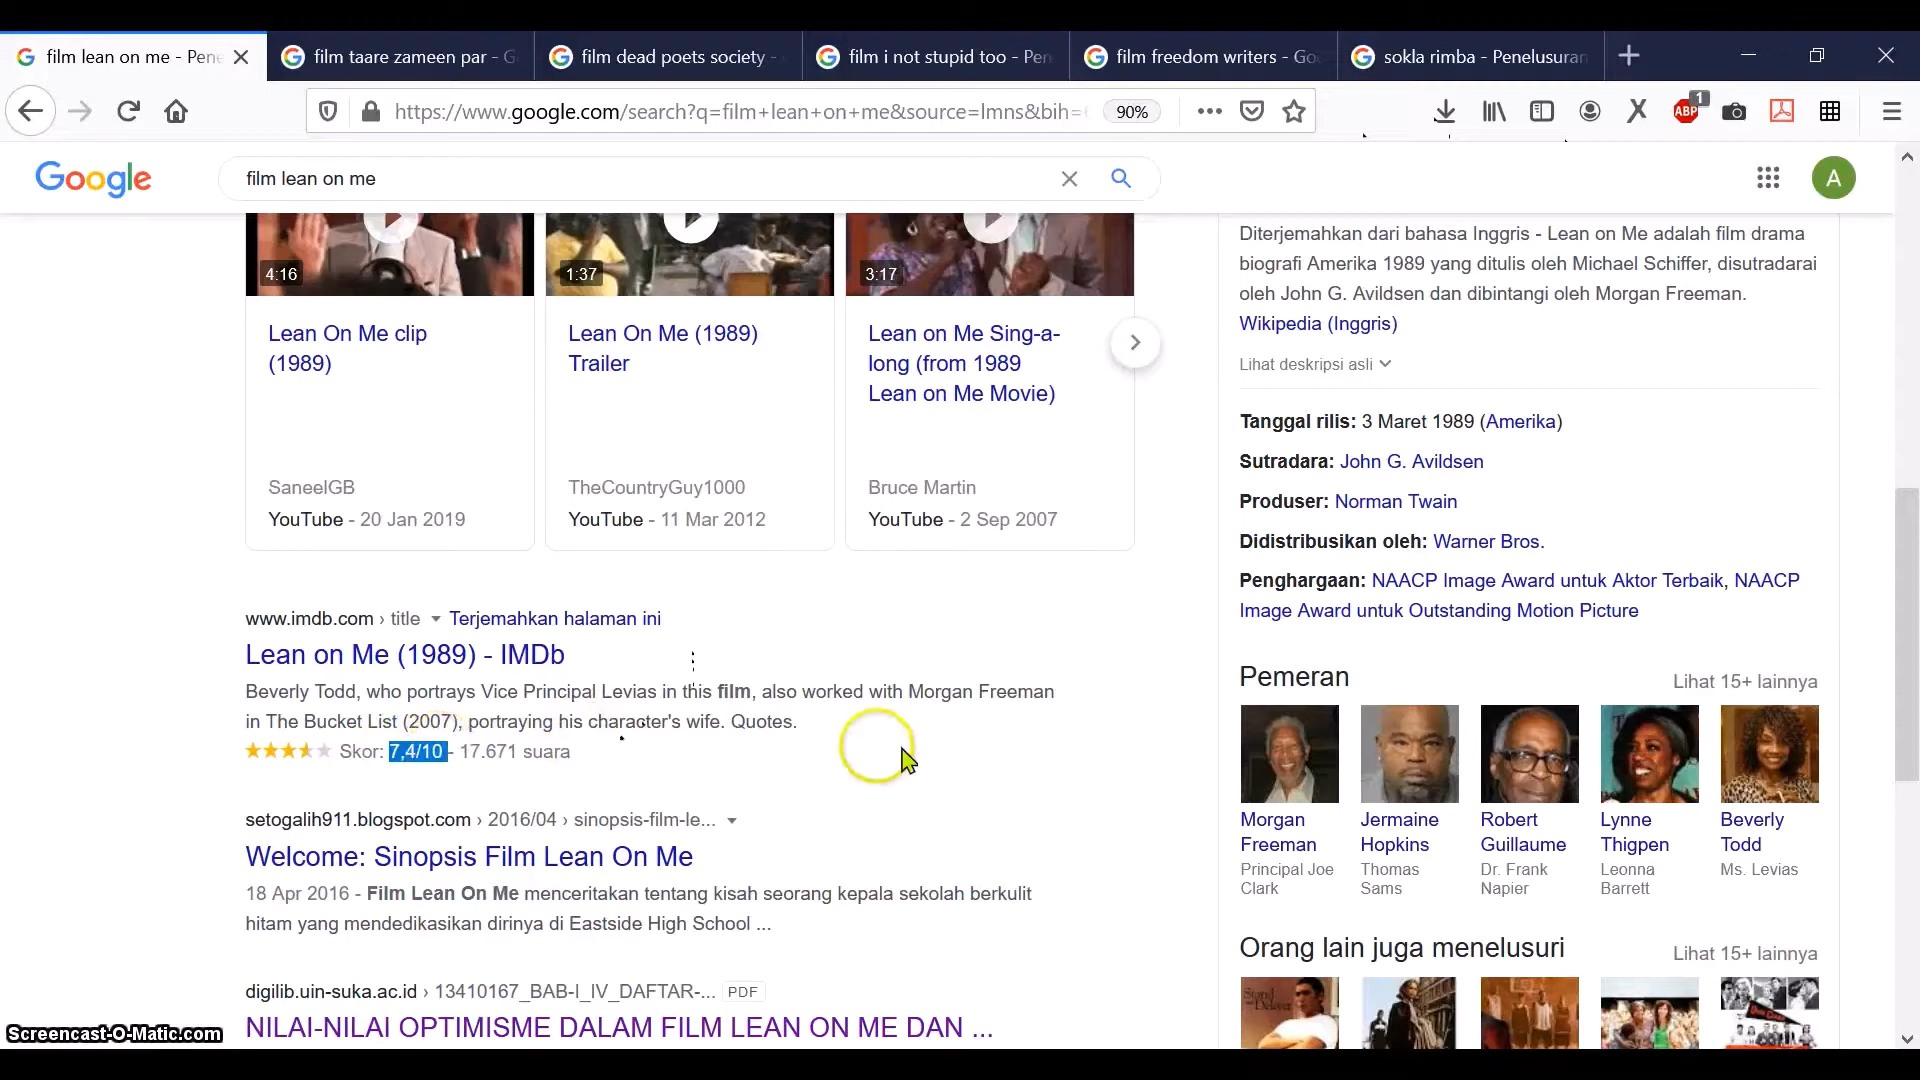 film lean on me - Pene
film taare zameen par - G
film dead poets society -
film i not stupid too - Pen
film freedom writers - Goo
sokla rimba - Penelusuran
https://www.google.com/search?q=film+lean+on+me&source=lmns&bih=
90%
ABP
1
Google
film lean on me
A
4:16
Lean On Me clip
(1989)
SaneelGB
YouTube - 20 Jan 2019
1:37
Lean On Me (1989)
Trailer
TheCountryGuy1000
YouTube - 11 Mar 2012
3:17
Lean on Me Sing-a-
long (from 1989
Lean on Me Movie)
Bruce Martin
YouTube - 2 Sep 2007
www.imdb.com › title Terjemahkan halaman ini
Lean on Me (1989) - IMDb
Beverly Todd, who portrays Vice Principal Levias in this film, also worked with Morgan Freeman
in The Bucket List (2007), portraying his character's wife. Quotes.
Skor: 7,4/10 - 17.671 suara
setogalih911.blogspot.com › 2016/04 › sinopsis-film-le...
Welcome: Sinopsis Film Lean On Me
18 Apr 2016 - Film Lean On Me menceritakan tentang kisah seorang kepala sekolah berkulit
hitam yang mendedikasikan dirinya di Eastside High School ...
digilib.uin-suka.ac.id › 13410167_BAB-I_IV_DAFTAR-... PDF
NILAI-NILAI OPTIMISME DALAM FILM LEAN ON ME DAN ...
Diterjemahkan dari bahasa Inggris - Lean on Me adalah film drama
biografi Amerika 1989 yang ditulis oleh Michael Schiffer, disutradarai
oleh John G. Avildsen dan dibintangi oleh Morgan Freeman.
Wikipedia (Inggris)
Lihat deskripsi asli
Tanggal rilis: 3 Maret 1989 (Amerika)
Sutradara: John G. Avildsen
Produser: Norman Twain
Didistribusikan oleh: Warner Bros.
Penghargaan: NAACP Image Award untuk Aktor Terbaik, NAACP
Image Award untuk Outstanding Motion Picture
Pemeran
Lihat 15+ lainnya
Morgan
Freeman
Principal Joe
Clark
Jermaine
Hopkins
Thomas
Sams
Robert
Guillaume
Dr. Frank
Napier
Lynne
Thigpen
Leonna
Barrett
Beverly
Todd
Ms. Levias
Orang lain juga menelusuri
Lihat 15+ lainnya
Screencast-O-Matic.com